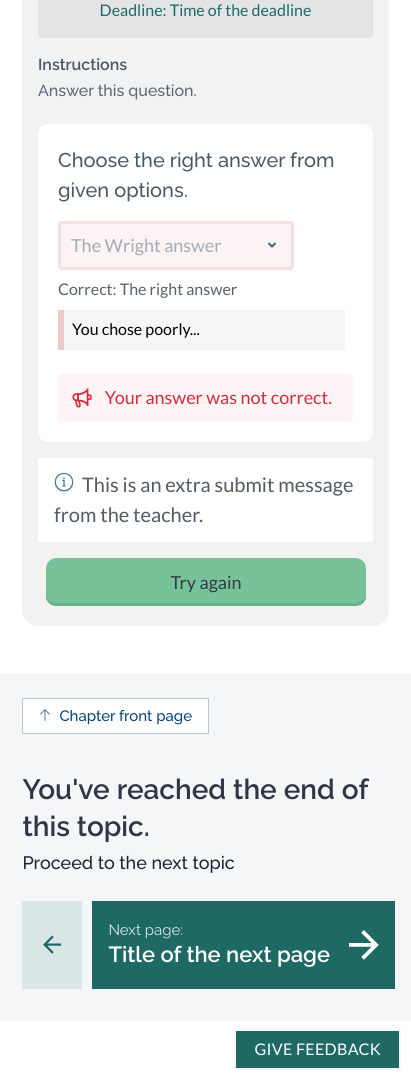 Deadline: Time of the deadline
Instructions
Answer this question.
Choose the right answer from
given options.
The Wright answer
Correct: The right answer
You chose poorly...
Your answer was not correct.
This is an extra submit message
from the teacher.
Try again
Chapter front page
You've reached the end of
this topic.
Proceed to the next topic
Next page:
Title of the next page
GIVE FEEDBACK